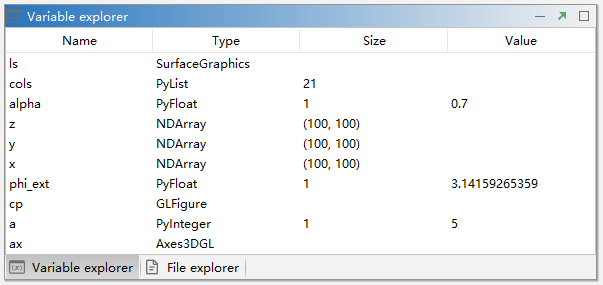 Variable explorer
Name Type Size Value
ls SurfaceGraphics
cols PyList 21
alpha PyFloat 1 0.7
z NDArray (100, 100)
y NDArray (100, 100)
x NDArray (100, 100)
phi_ext PyFloat 1 3.14159265359
cp GLFigure
a PyInteger 1 5
ax Axes3DGL
Variable explorer File explorer